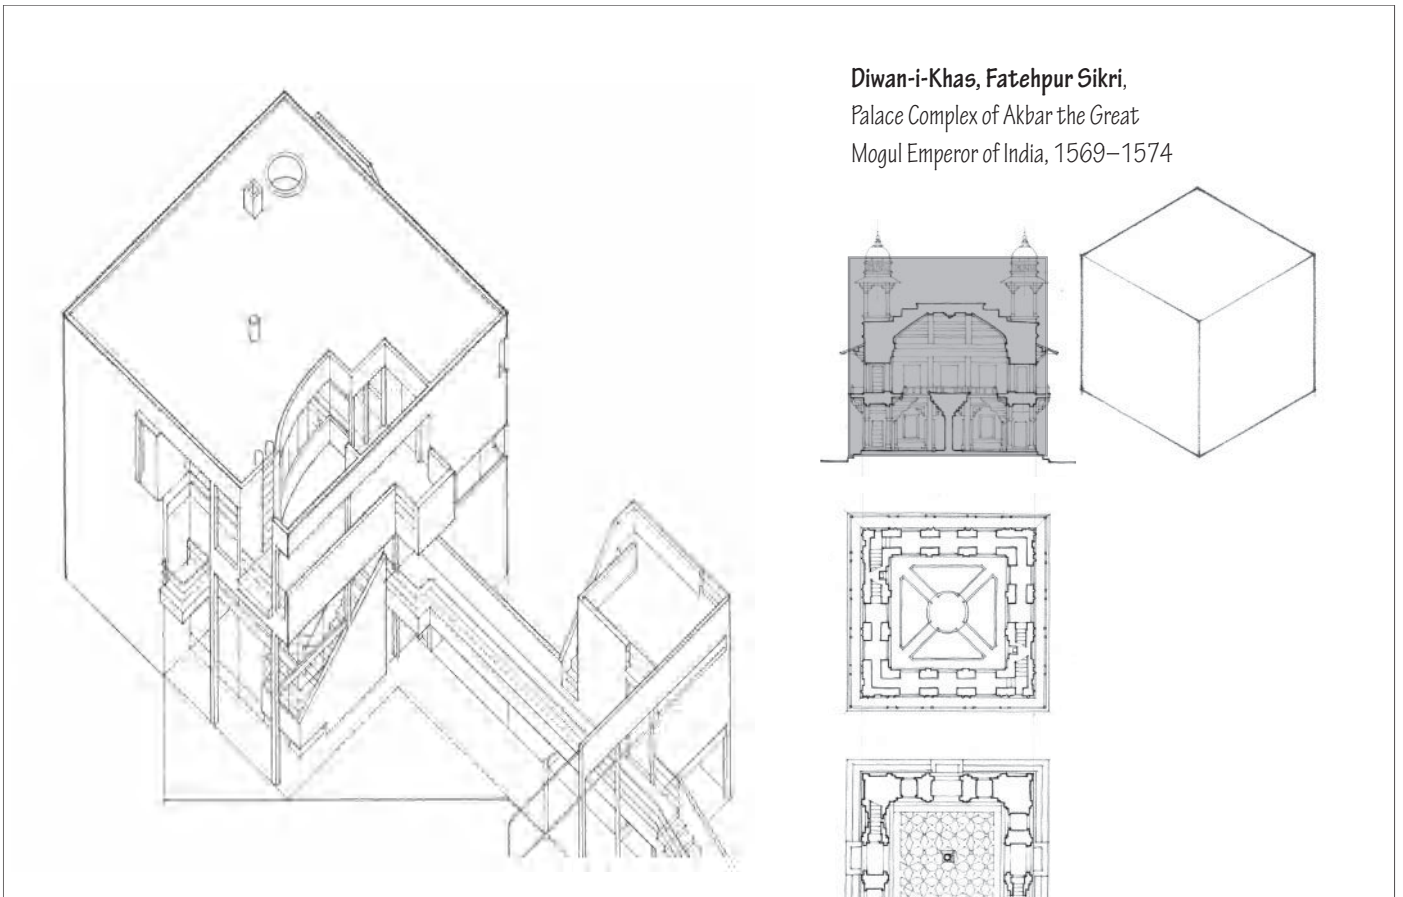 Diwan-i-Khas, Fatehpur Sikri,
Palace Complex of Akbar the Great
Mogul Emperor of India, 1569–1574